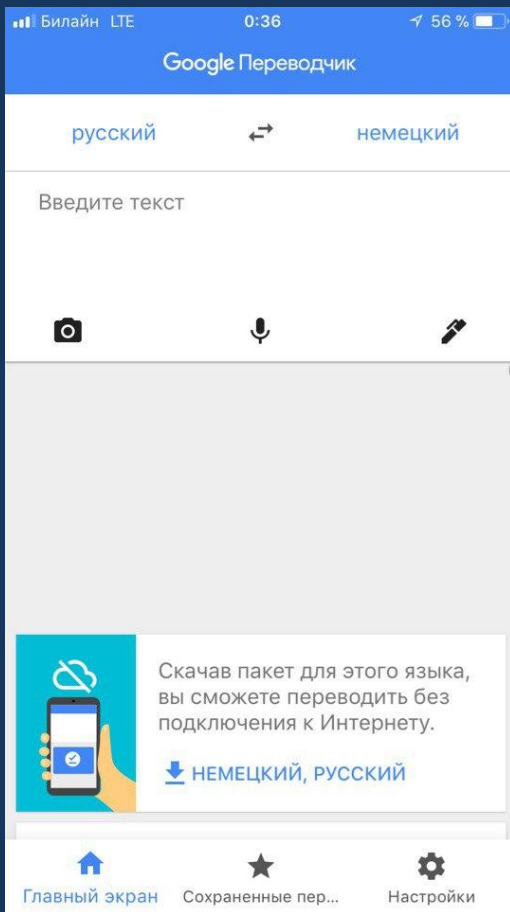 Билайн LTE 0:36 56 %
Google Переводчик
русский немецкий
Введите текст
Скачав пакет для этого языка,
вы сможете переводить без
подключения к Интернету.
НЕМЕЦКИЙ, РУССКИЙ
Главный экран Сохраненные пер... Настройки